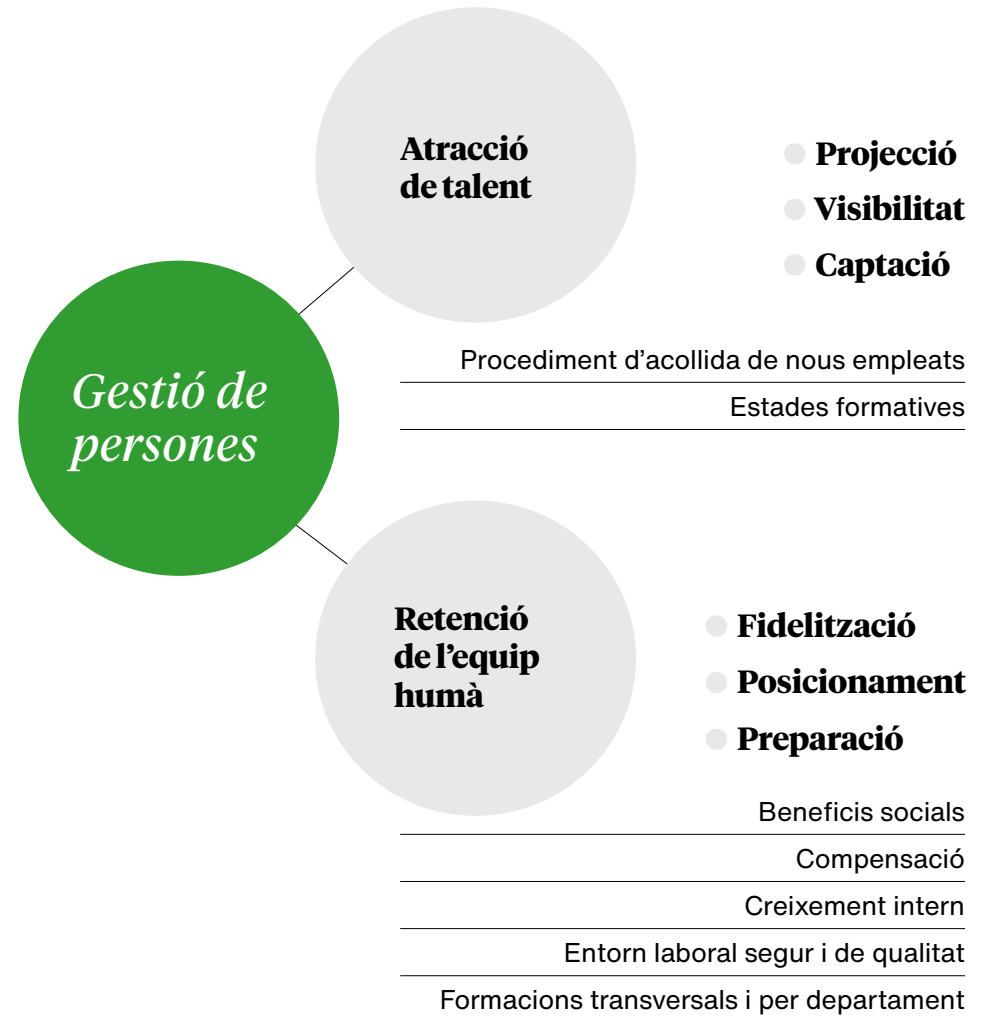 Gestió de
persones
Atracció
de talent
Projecció
Visibilitat
Captació
Procediment d’acollida de nous empleats
Estades formatives
Retenció
de l’equip
humà
Fidelització
Posicionament
Preparació
Beneficis socials
Compensació
Creixement intern
Entorn laboral segur i de qualitat
Formacions transversals i per departament